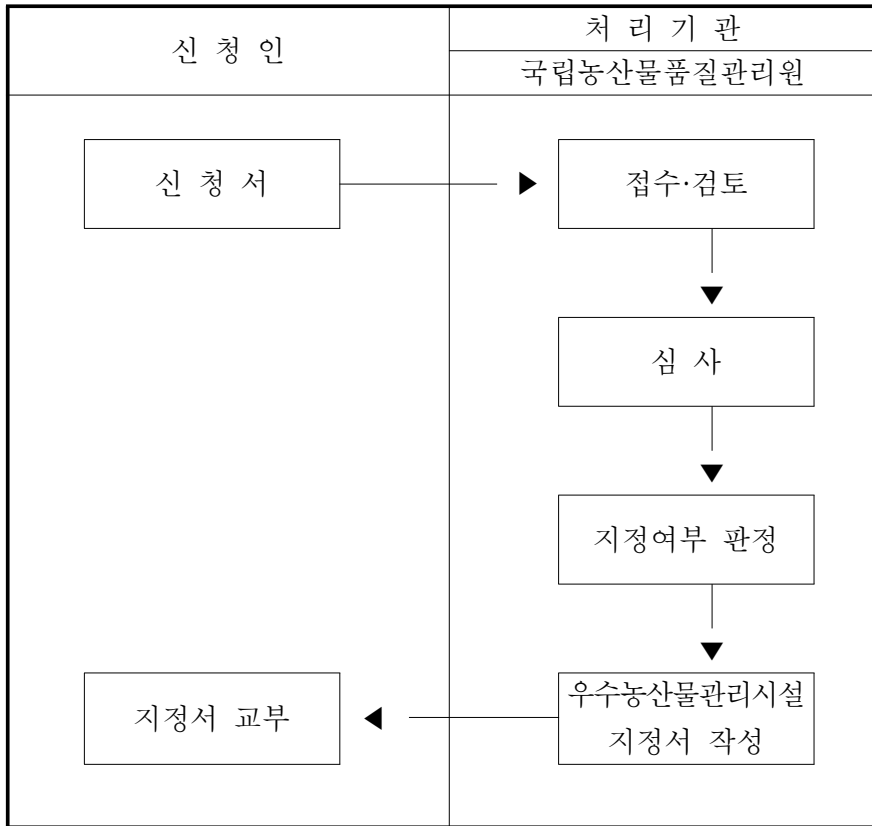 신 청 인
처 리 기 관
국립농산물품질관리원
신 청 서
접수·검토
심 사
지정여부 판정
우수농산물관리시설
지정서 작성
지정서 교부